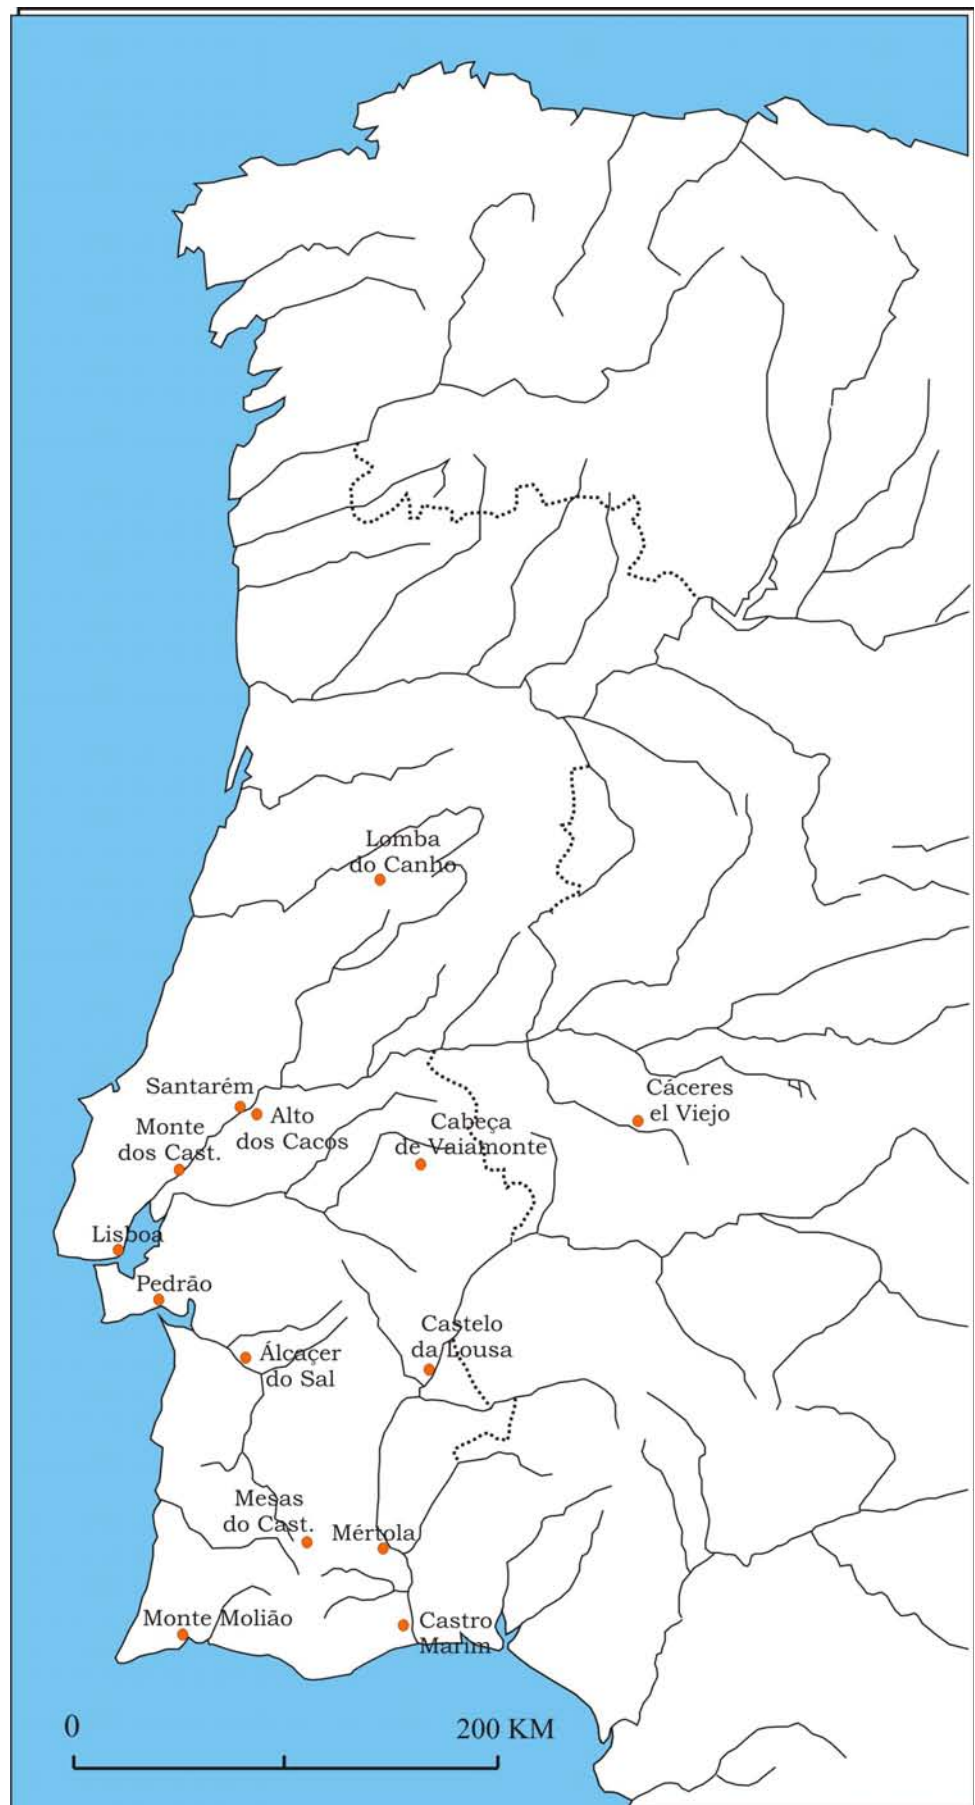 Lomba
do Canho
Santarém
Alto
dos Cacos
Monte
dos Cast.
Cabeça
de Vaiamonte
Cáceres
el Viejo
Lisboa
Pedrão
Castelo
da Lousa
Álcaçer
do Sal
Mesas
do Cast.
Mértola
Monte Molião
Castro
Marim
0
200 KM